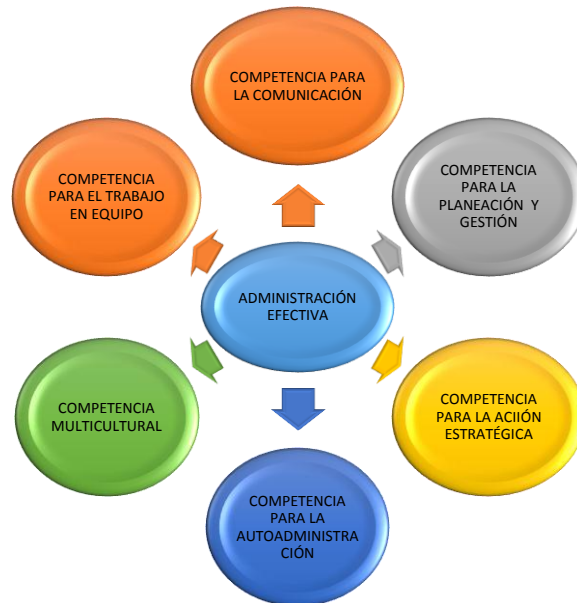 COMPETENCIA PARA
LA COMUNICACIÓN
COMPETENCIA
PARA EL TRABAJO
EN EQUIPO
COMPETENCIA
PARA LA
PLANEACIÓN Y
GESTIÓN
ADMINISTRACIÓN
EFECTIVA
COMPETENCIA
MULTICULTURAL
COMPETENCIA
PARA LA ACIIÓN
ESTRATÉGICA
COMPETENCIA
PARA LA
AUTOADMINISTRA
CIÓN